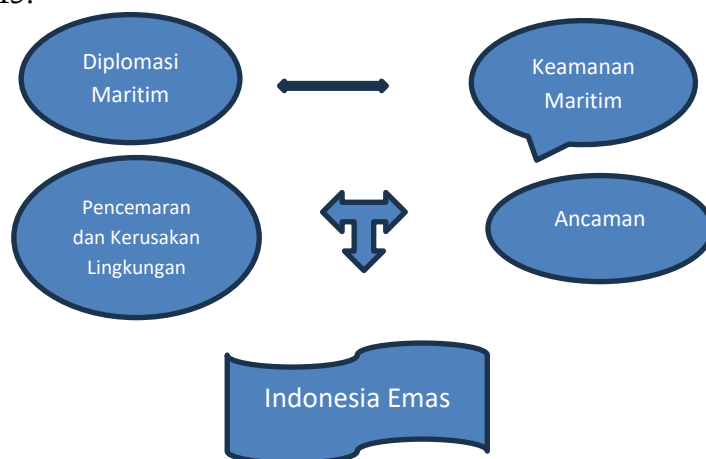 Diplomasi
Maritim
Keamanan
Maritim
Pencemaran
dan Kerusakan
Lingkungan
Ancaman
Indonesia Emas